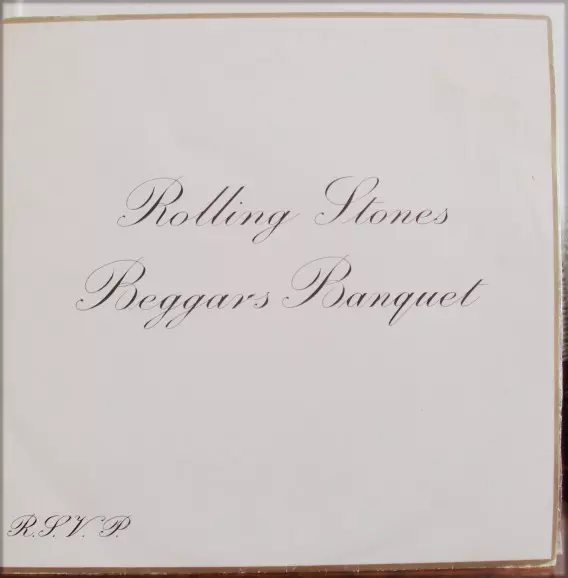 Rolling Stones
Beggars Banquet
R.S.V.P.